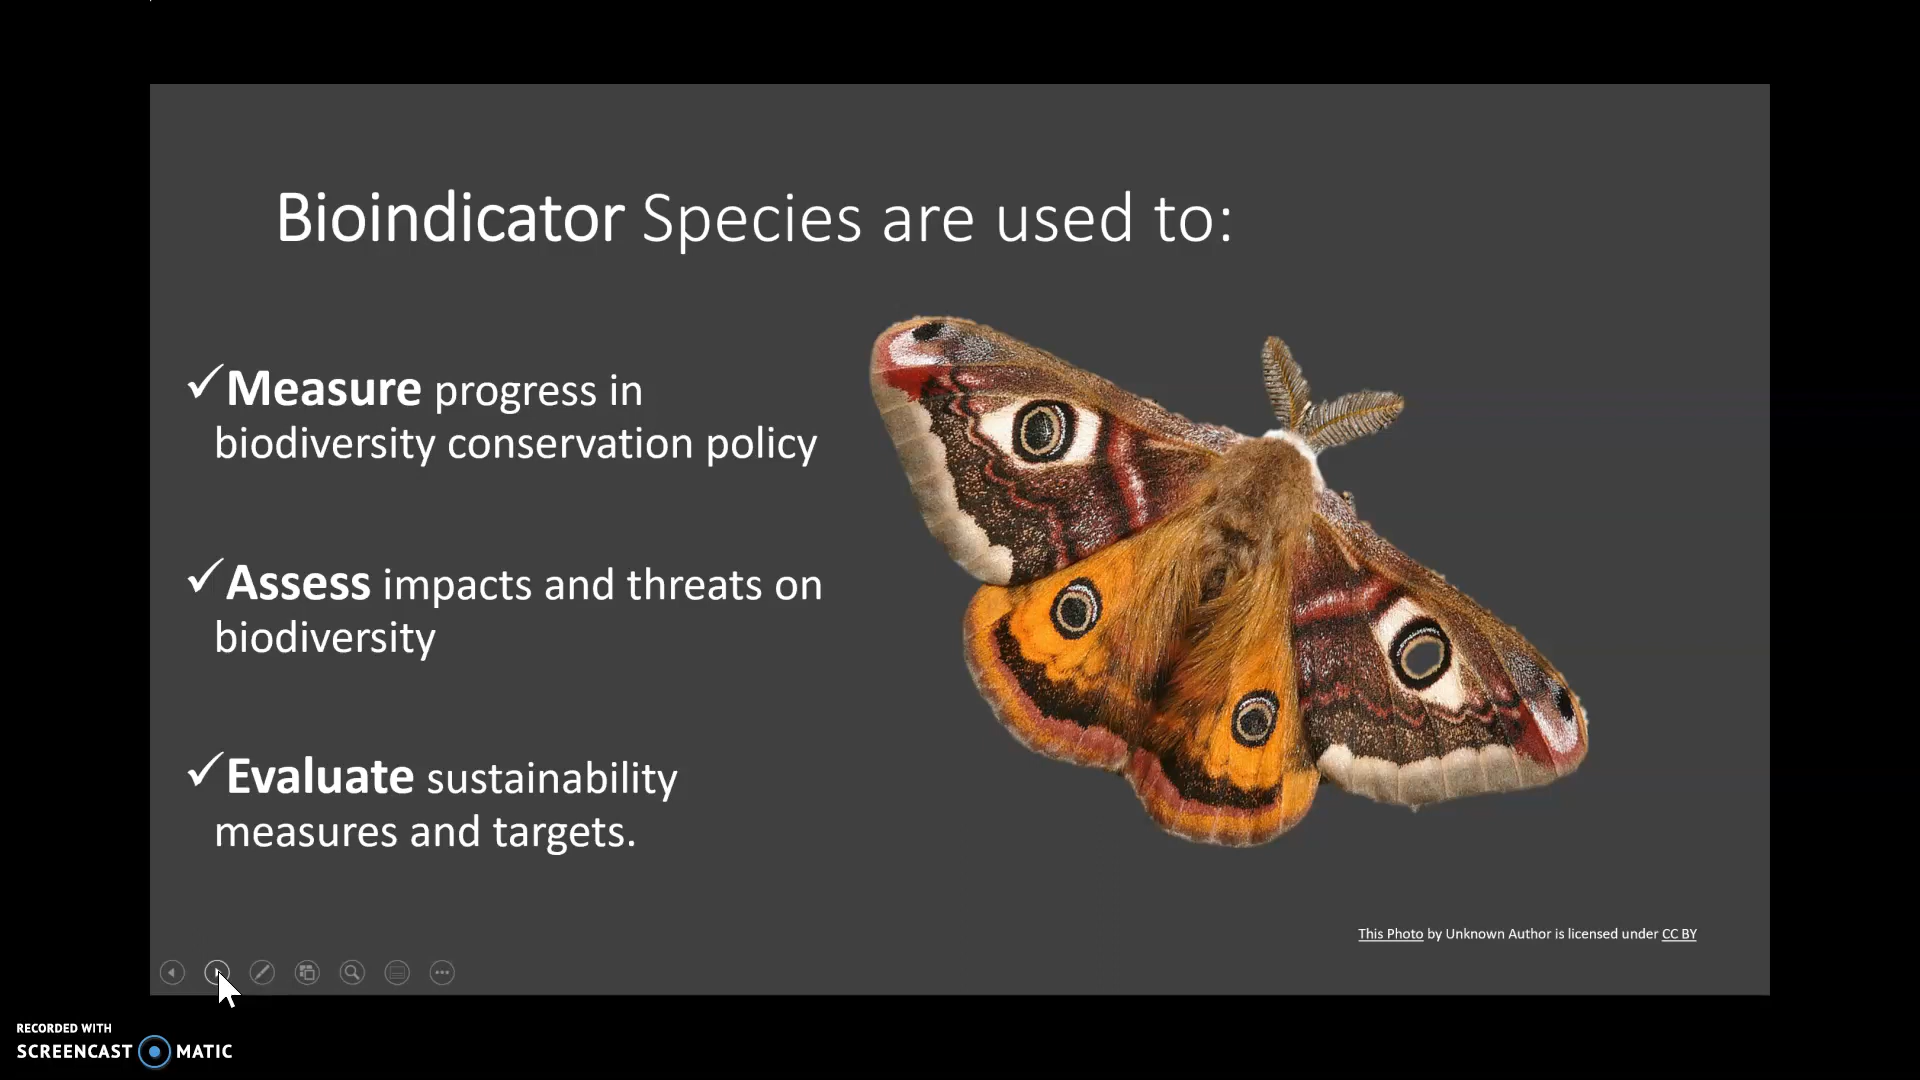 Bioindicator Species are used to:
✓Measure progress in
biodiversity conservation policy
✓Assess impacts and threats on
biodiversity
✓Evaluate sustainability
measures and targets.
This Photo by Unknown Author is licensed under CC BY
RECORDED WITH
SCREENCAST MATIC